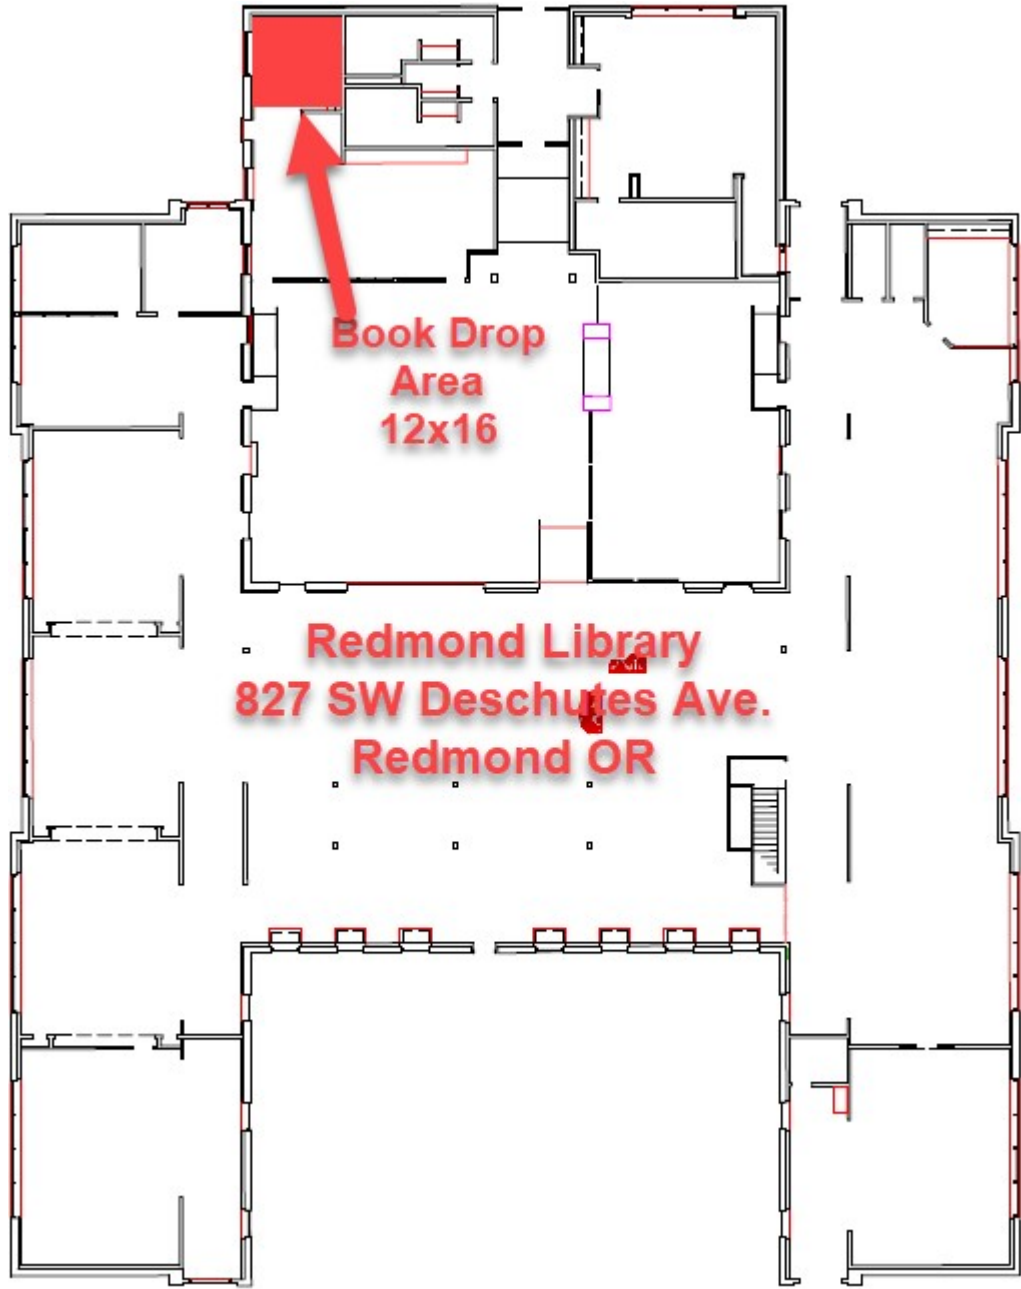 Book Drop
Area
12x16
Redmond Library
827 SW Deschutes Ave.
Redmond OR